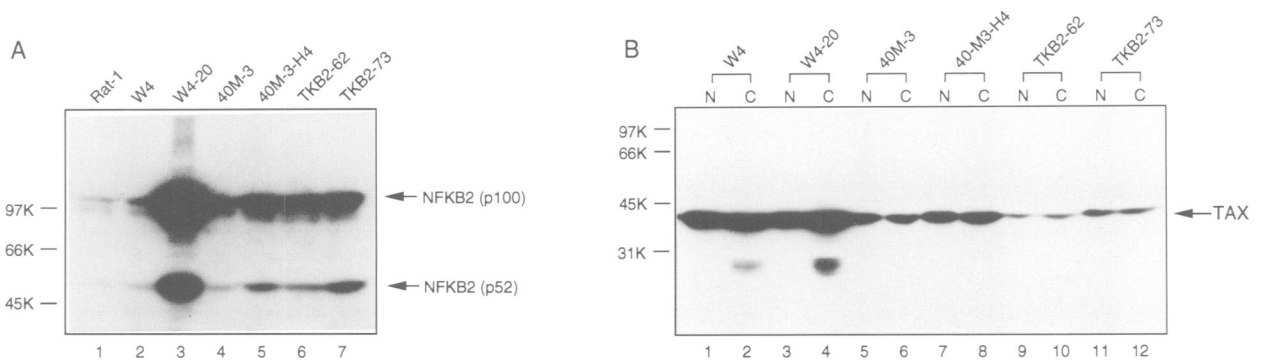 A
Rat-1 W4 W4-20 40M-3 40M-3-H4 TKB2-62 TKB2-73
97K
66K
45K
NFKB2 (p100)
NFKB2 (p52)
1 2 3 4 5 6 7
B
W4 W4-20 40M-3 40-M3-H4 TKB2-62 TKB2-73
N C N C N C N C N C N C
97K
66K
45K
31K
TAX
1 2 3 4 5 6 7 8 9 10 11 12